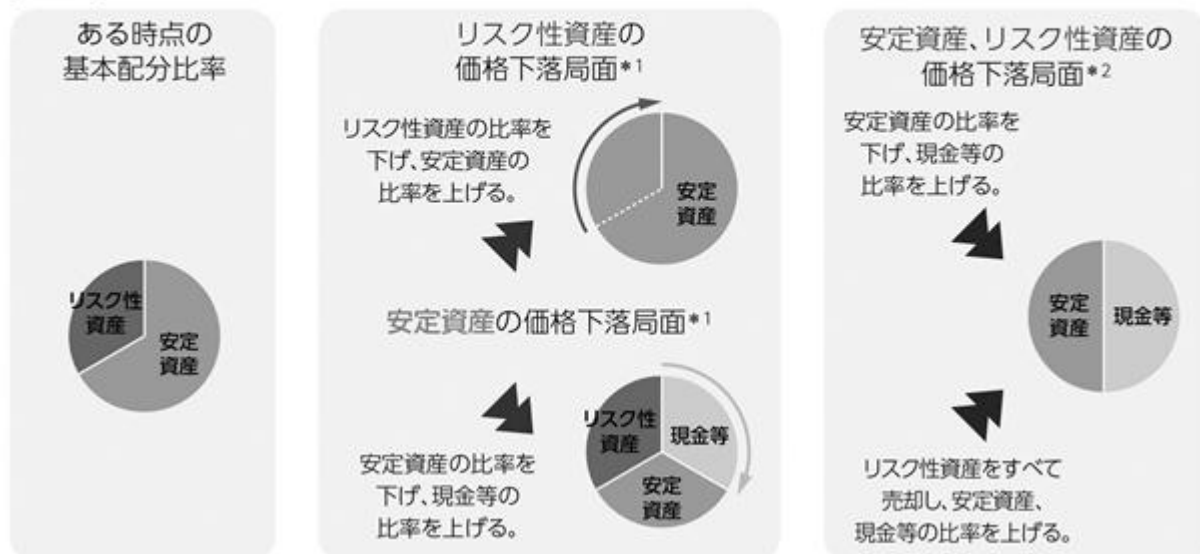 ある時点の
基本配分比率
リスク性
資産
安定
資産
リスク性資産の
価格下落局面*1
リスク性資産の比率を
下げ、安定資産の
比率を上げる。
安定
資産
安定資産の価格下落局面*1
安定資産の比率を
下げ、現金等の
比率を上げる。
リスク性
資産
現金等
安定
資産
安定資産、リスク性資産の
価格下落局面*2
安定資産の比率を
下げ、現金等の
比率を上げる。
安定
資産
現金等
リスク性資産をすべて
売却し、安定資産、
現金等の比率を上げる。